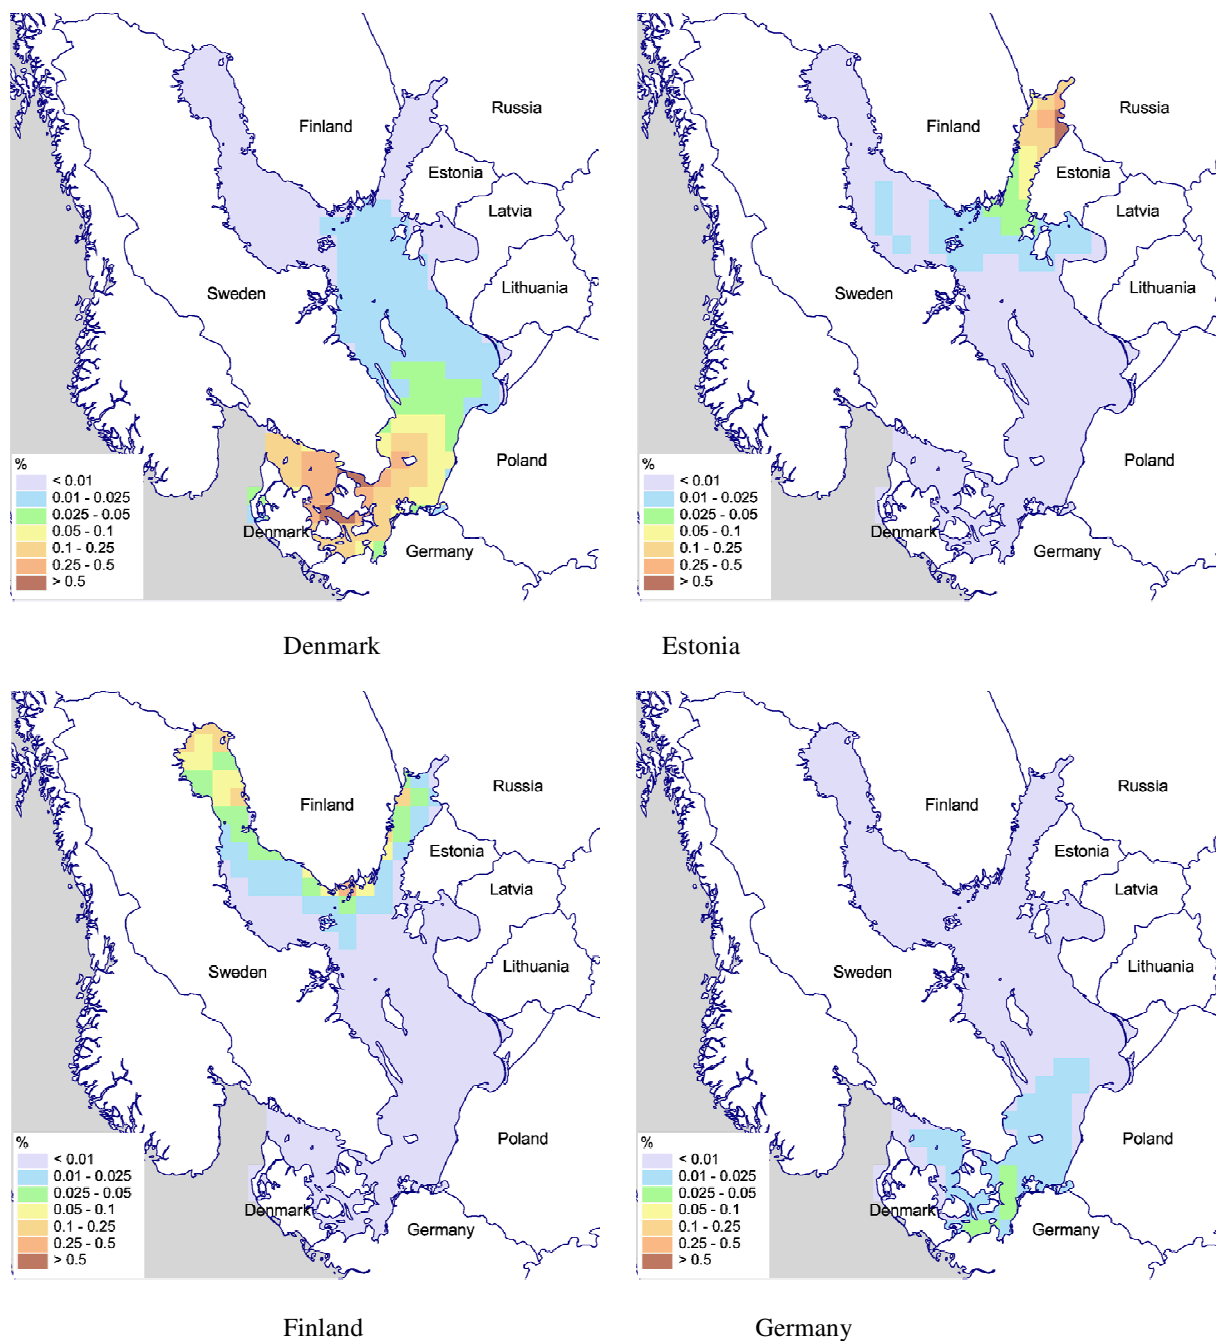 Finland
Russia
Estonia
Latvia
Lithuania
Sweden
Poland
Denmark
Germany
%
< 0.01
0.01 - 0.025
0.025 - 0.05
0.05 - 0.1
0.1 - 0.25
0.25 - 0.5
> 0.5
Finland
Russia
Estonia
Latvia
Lithuania
Sweden
Poland
Denmark
Germany
%
< 0.01
0.01 - 0.025
0.025 - 0.05
0.05 - 0.1
0.1 - 0.25
0.25 - 0.5
> 0.5
Denmark
Estonia
Finland
Russia
Estonia
Latvia
Lithuania
Sweden
Poland
Denmark
Germany
%
< 0.01
0.01 - 0.025
0.025 - 0.05
0.05 - 0.1
0.1 - 0.25
0.25 - 0.5
> 0.5
Finland
Russia
Estonia
Latvia
Lithuania
Sweden
Poland
Denmark
Germany
%
< 0.01
0.01 - 0.025
0.025 - 0.05
0.05 - 0.1
0.1 - 0.25
0.25 - 0.5
> 0.5
Finland
Germany